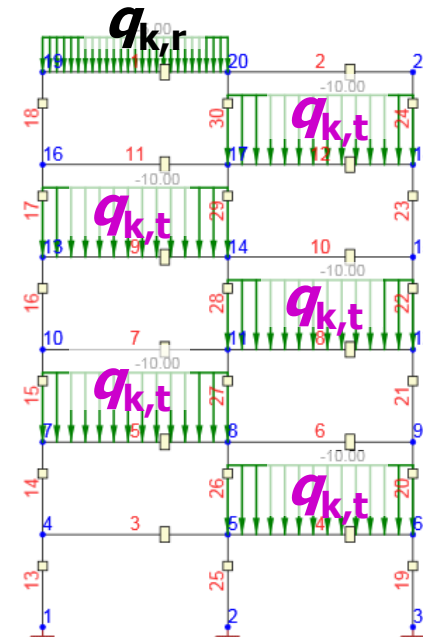 qk,r
.00
19 1 20 2 2
-10.00
18 30 qk,t 24
16 11 17 12 1
-10.00
17 qk,t 29 23
13 9 14 10 1
-10.00
16 28 qk,t 22
10 7 11 8 1
-10.00
15 qk,t 27 21
7 5 8 6 9
-10.00
14 26 qk,t 20
4 3 5 4 6
13 25 19
1 2 3